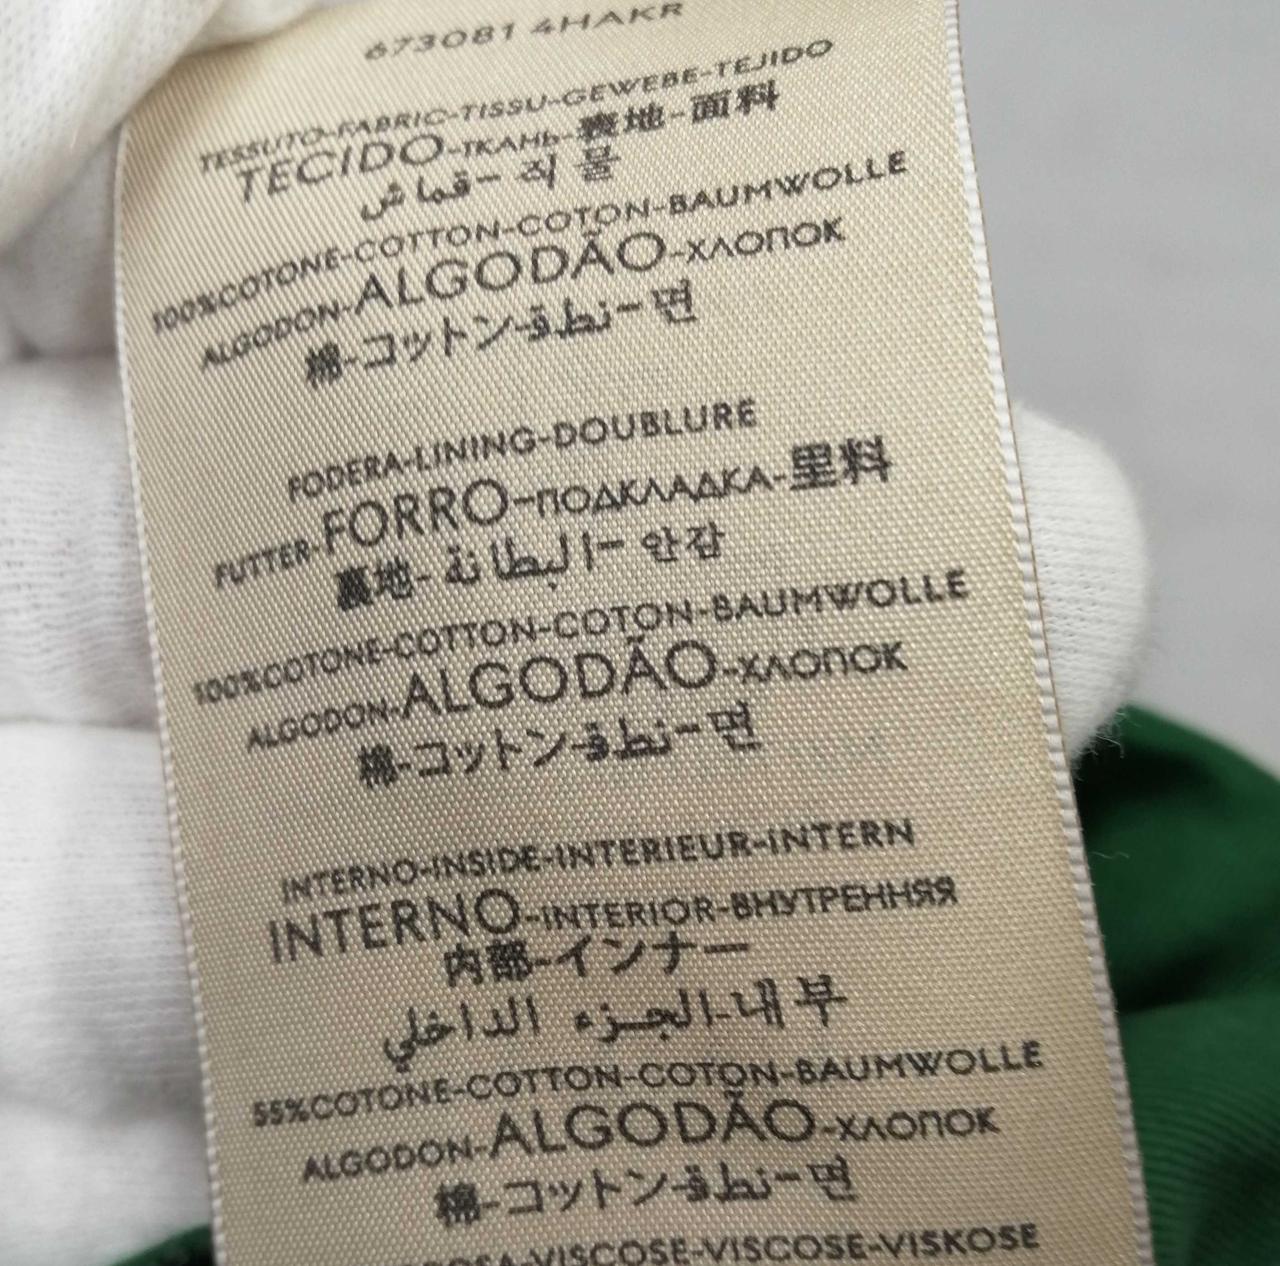 673081 4HAKR
TESSUTO-FABRIC-TISSU-GEWEBE-TEJIDO
TECIDO-ТКАНЬ-表地-面料
قماش- 직물
100%COTONE-COTTON-COTON-BAUMWOLLE
ALGODON-ALGODÃO-ХЛОПОК
棉-コットン-قطن-면
FODERA-LINING-DOUBLURE
FUTTER-FORRO-ПОДКЛАДКА-里料
裏地-البطانة- 안감
100%COTONE-COTTON-COTON-BAUMWOLLE
ALGODON-ALGODÃO-ХЛОПОК
棉-コットン-قطن-면
INTERNO-INSIDE-INTERIEUR-INTERN
INTERNO-INTERIOR-ВНУТРЕННЯЯ
内部-インナー
الجزء الداخلي-내부
55%COTONE-COTTON-COTON-BAUMWOLLE
ALGODON-ALGODÃO-ХЛОПОК
棉-コットン-قطن-면
-VISCOSE-VISCOSE-VISKOSE